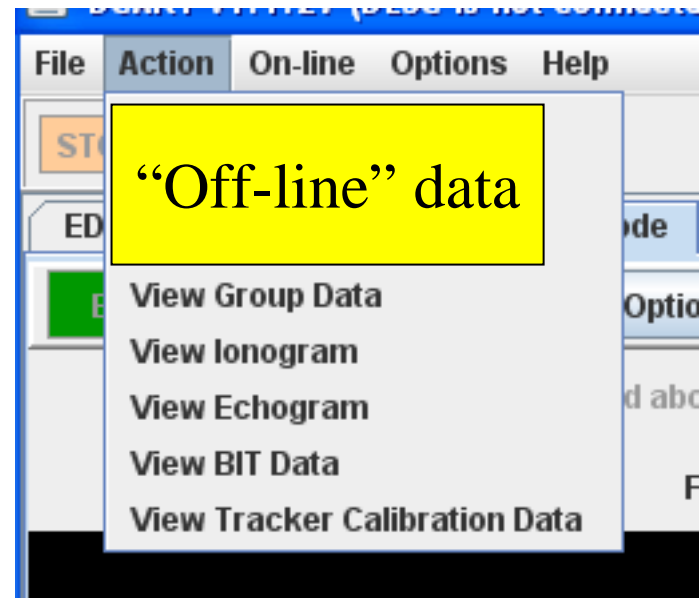 File Action On-line Options Help
“Off-line” data
View Group Data
View Ionogram
View Echogram
View BIT Data
View Tracker Calibration Data